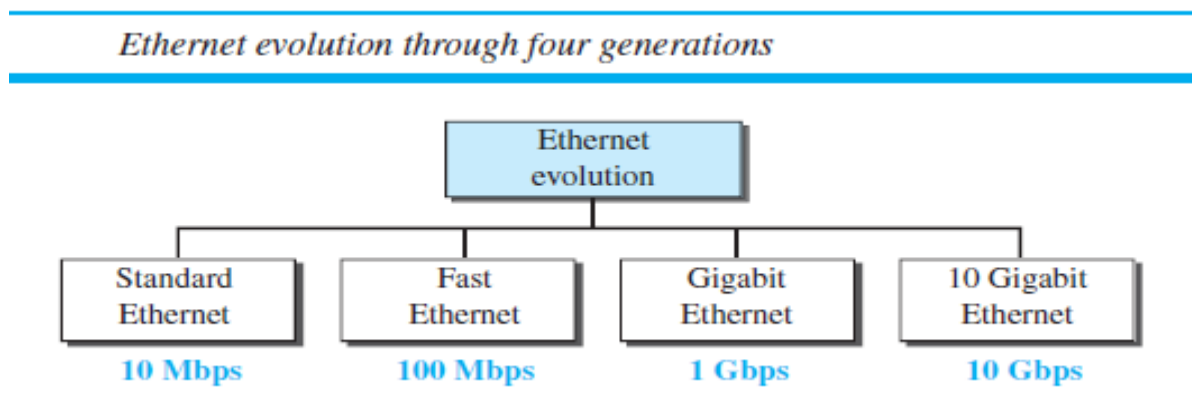 Ethernet evolution through four generations
Ethernet
evolution
Standard
Ethernet
10 Mbps
Fast
Ethernet
100 Mbps
Gigabit
Ethernet
1 Gbps
10 Gigabit
Ethernet
10 Gbps